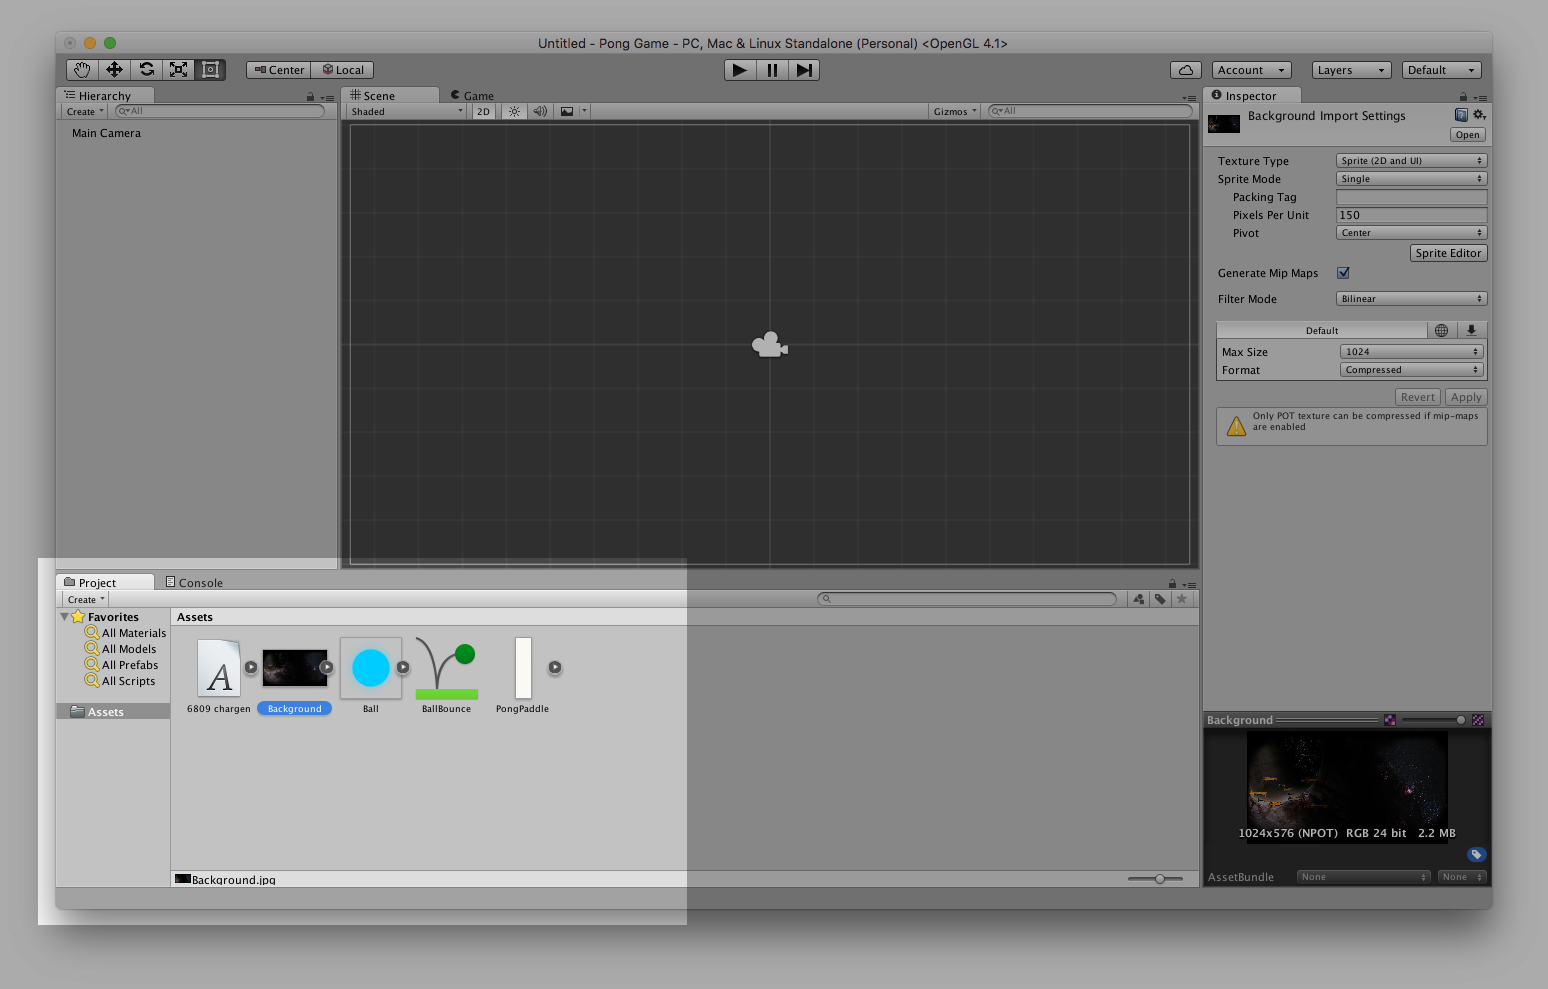 Untitled - Pong Game - PC, Mac & Linux Standalone (Personal) <OpenGL 4.1>
Center Local Account Layers Default
Hierarchy
Create All
Main Camera
Scene Game
Shaded 2D Gizmos All
Inspector
Background Import Settings
Open
Texture Type Sprite (2D and UI)
Sprite Mode Single
Packing Tag
Pixels Per Unit 150
Pivot Center
Sprite Editor
Generate Mip Maps
Filter Mode Bilinear
Default
Max Size 1024
Format Compressed
Revert Apply
Only POT texture can be compressed if mip-maps
are enabled
Project Console
Create
Favorites
All Materials
All Models
All Prefabs
All Scripts
Assets
Assets
A
6809 chargen Background Ball BallBounce PongPaddle
Background.jpg
Background
1024x576 (NPOT) RGB 24 bit 2.2 MB
AssetBundle None None